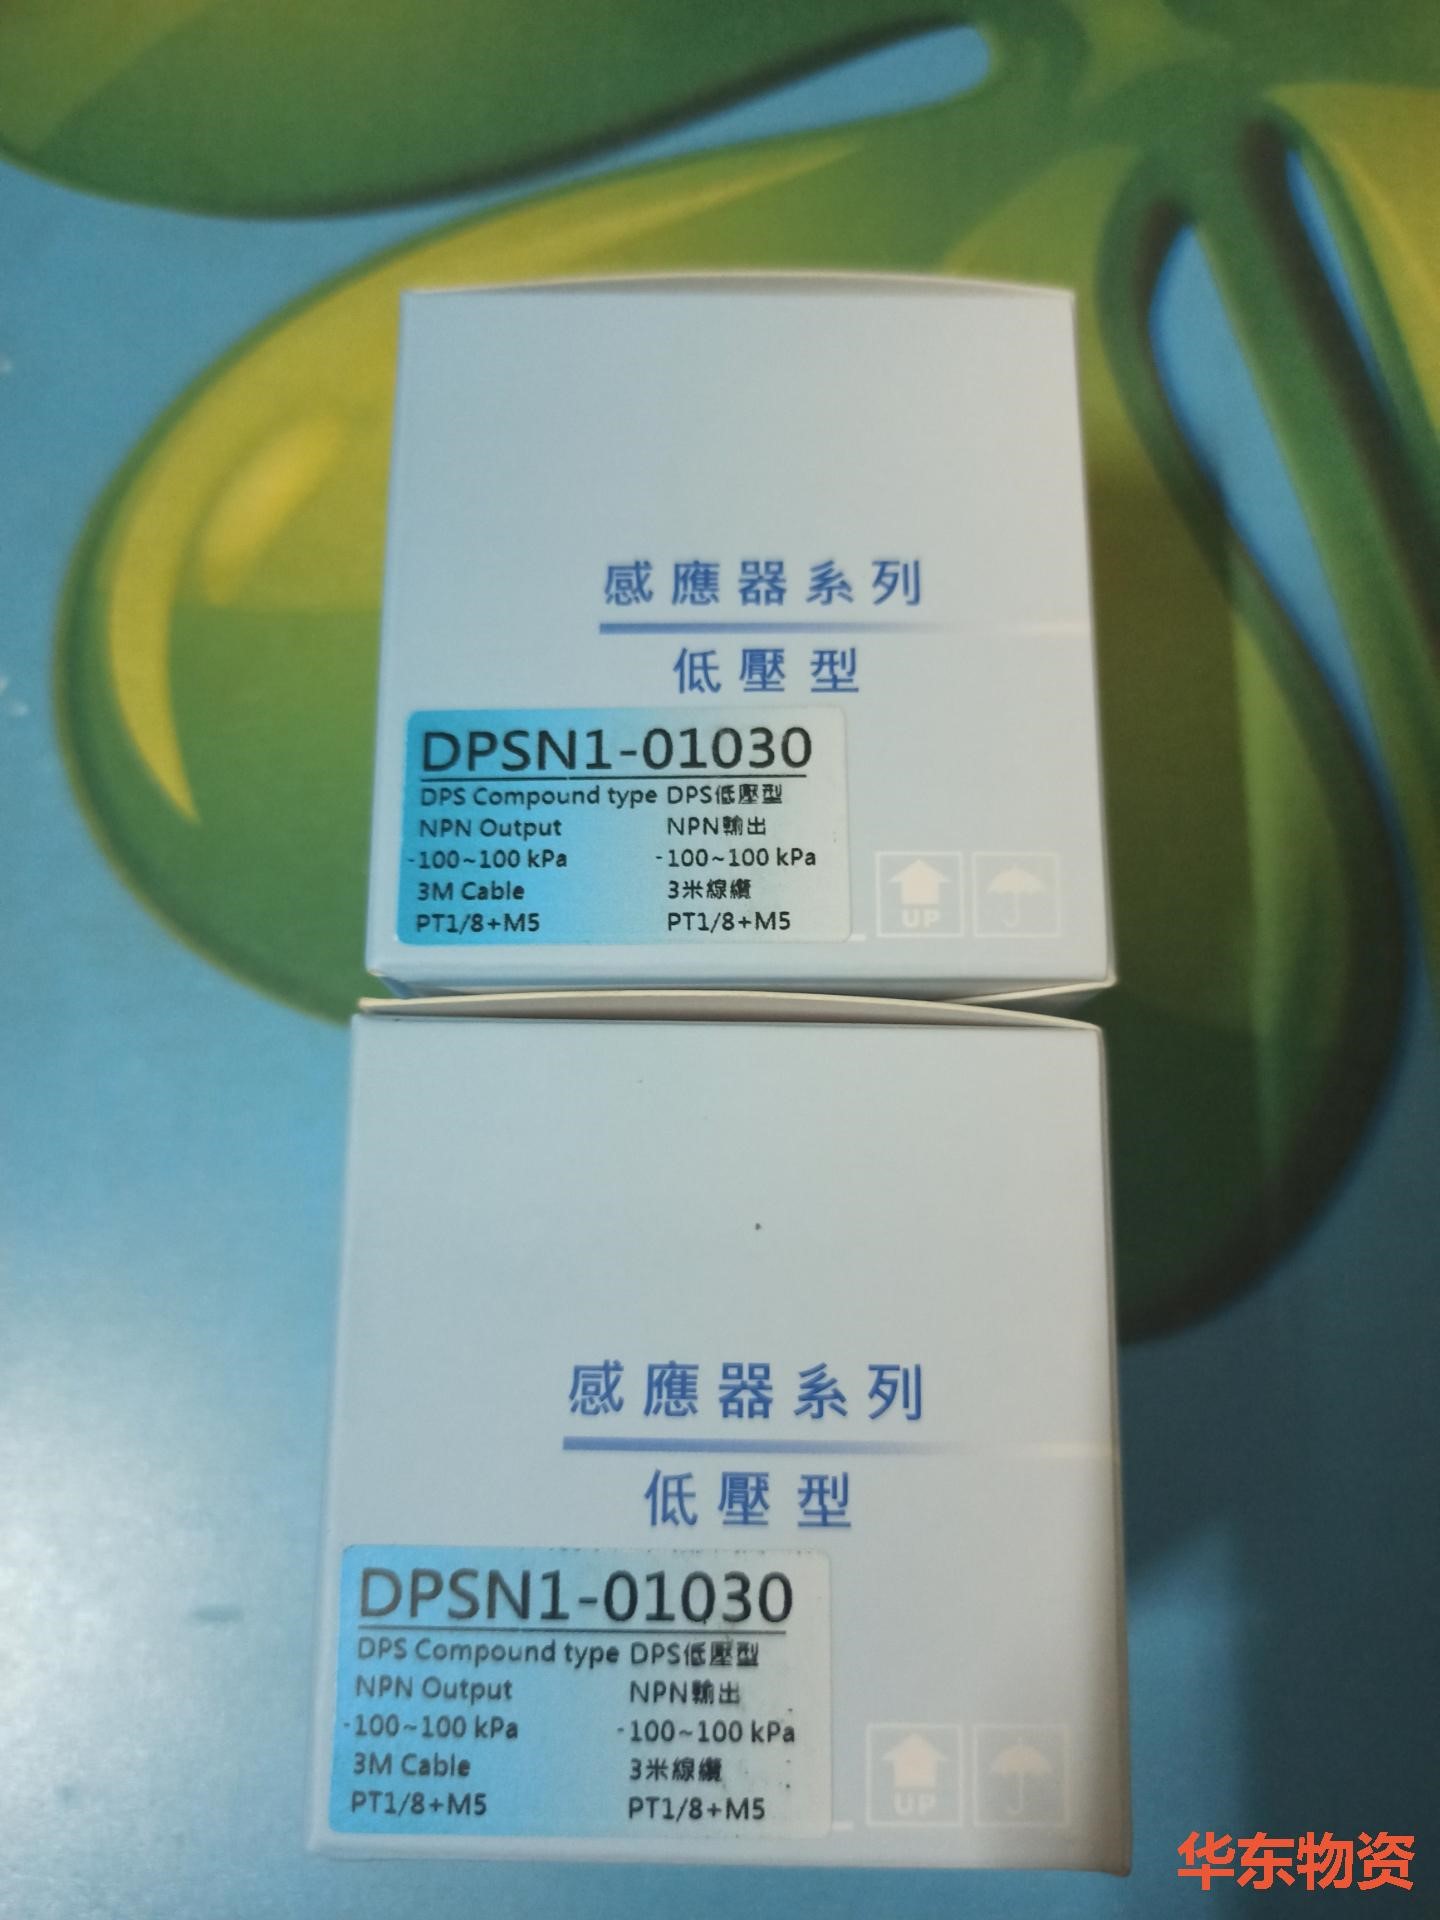 感應器系列
低壓型
DPSN1-01030
DPS Compound type DPS低壓型
NPN Output NPN輸出
-100~100 kPa -100~100 kPa
3M Cable 3米線纜
PT1/8+M5 PT1/8+M5
UP
感應器系列
低壓型
DPSN1-01030
DPS Compound type DPS低壓型
NPN Output NPN輸出
-100~100 kPa -100~100 kPa
3M Cable 3米線纜
PT1/8+M5 PT1/8+M5
UP
华东物资